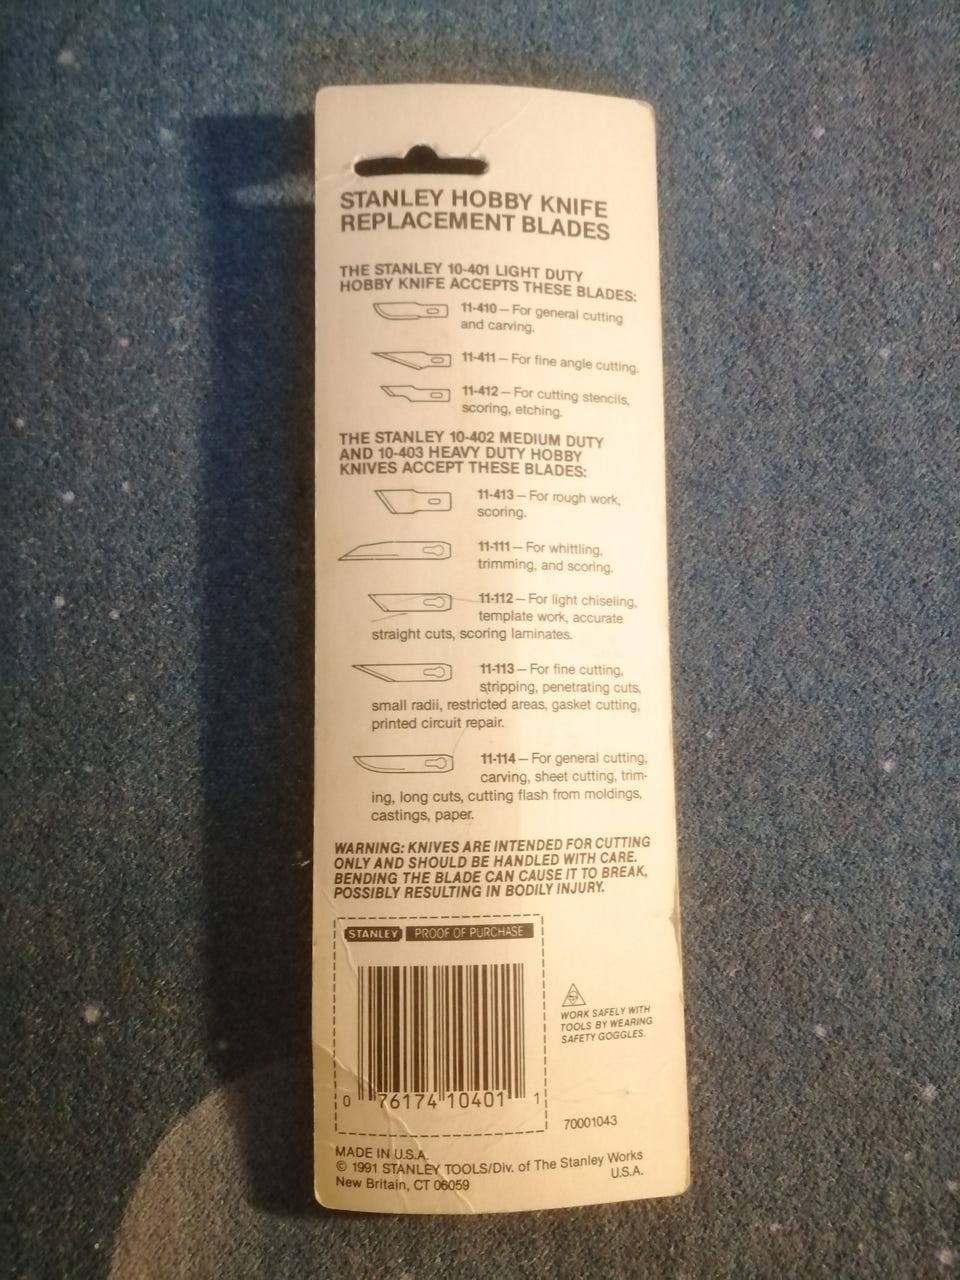 STANLEY HOBBY KNIFE
REPLACEMENT BLADES
THE STANLEY 10-401 LIGHT DUTY
HOBBY KNIFE ACCEPTS THESE BLADES:
11-410 — For general cutting
and carving.
11-411 — For fine angle cutting.
11-412 — For cutting stencils,
scoring, etching.
THE STANLEY 10-402 MEDIUM DUTY
AND 10-403 HEAVY DUTY HOBBY
KNIVES ACCEPT THESE BLADES:
11-413 — For rough work,
scoring.
11-111 — For whittling,
trimming, and scoring.
11-112 — For light chiseling,
template work, accurate
straight cuts, scoring laminates.
11-113 — For fine cutting,
stripping, penetrating cuts,
small radii, restricted areas, gasket cutting,
printed circuit repair.
11-114 — For general cutting,
carving, sheet cutting, trim-
ing, long cuts, cutting flash from moldings,
castings, paper.
WARNING: KNIVES ARE INTENDED FOR CUTTING
ONLY AND SHOULD BE HANDLED WITH CARE.
BENDING THE BLADE CAN CAUSE IT TO BREAK,
POSSIBLY RESULTING IN BODILY INJURY.
STANLEY PROOF OF PURCHASE
WORK SAFELY WITH
TOOLS BY WEARING
SAFETY GOGGLES.
0 76174 10401 1
70001043
MADE IN U.S.A.
© 1991 STANLEY TOOLS/Div. of The Stanley Works
New Britain, CT 06059 U.S.A.